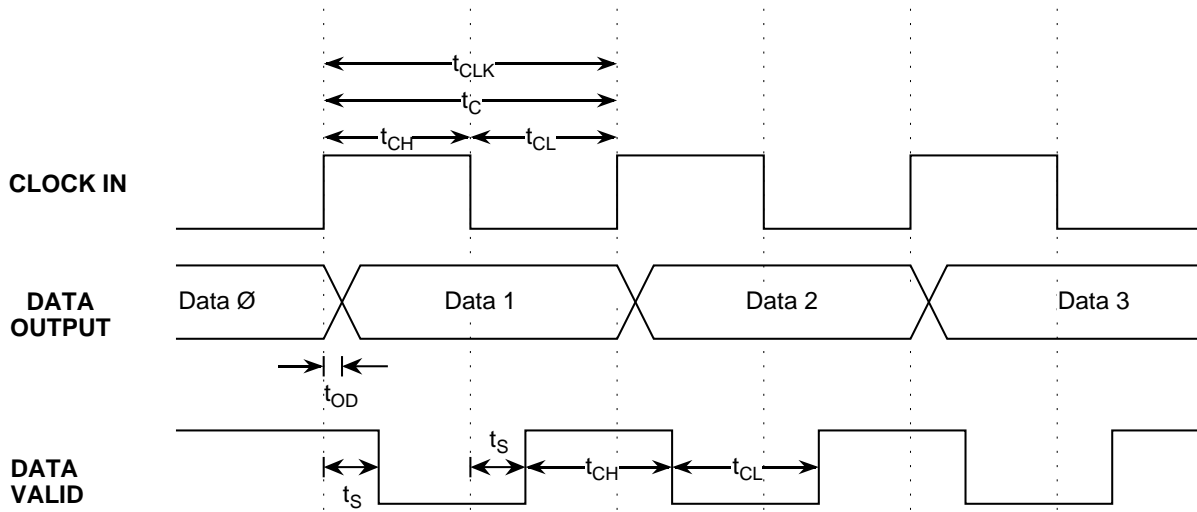 tCLK
tC
tCH tCL
CLOCK IN
DATA OUTPUT
Data Ø Data 1 Data 2 Data 3
tOD
tS
tCH tCL
DATA VALID
tS